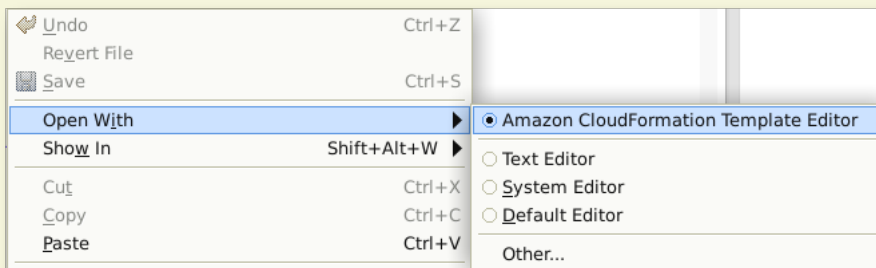 Undo Ctrl+Z
Revert File
Save Ctrl+S
Open With
Show In Shift+Alt+W
Cut Ctrl+X
Copy Ctrl+C
Paste Ctrl+V
Amazon CloudFormation Template Editor
Text Editor
System Editor
Default Editor
Other...